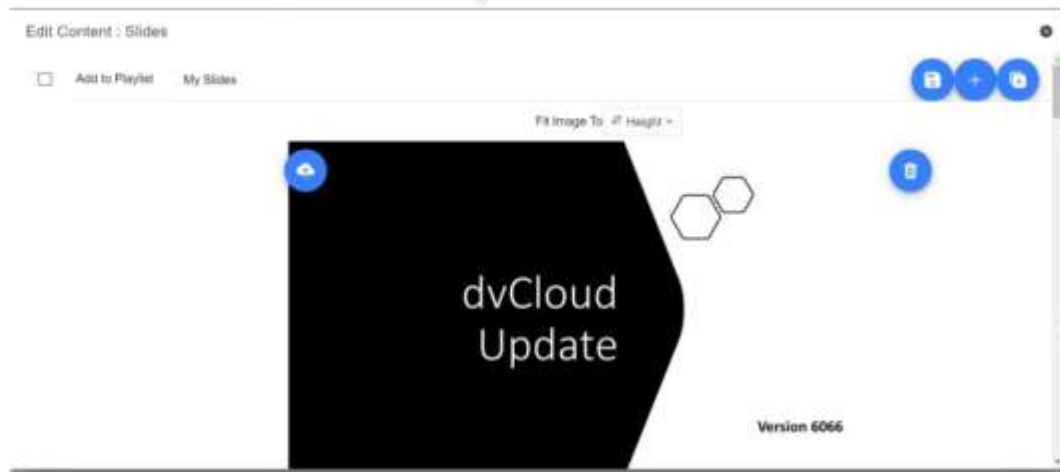 Edit Content : Slides
Add to Playlist My Slides
Fit Image To Height
dvCloud
Update
Version 6066